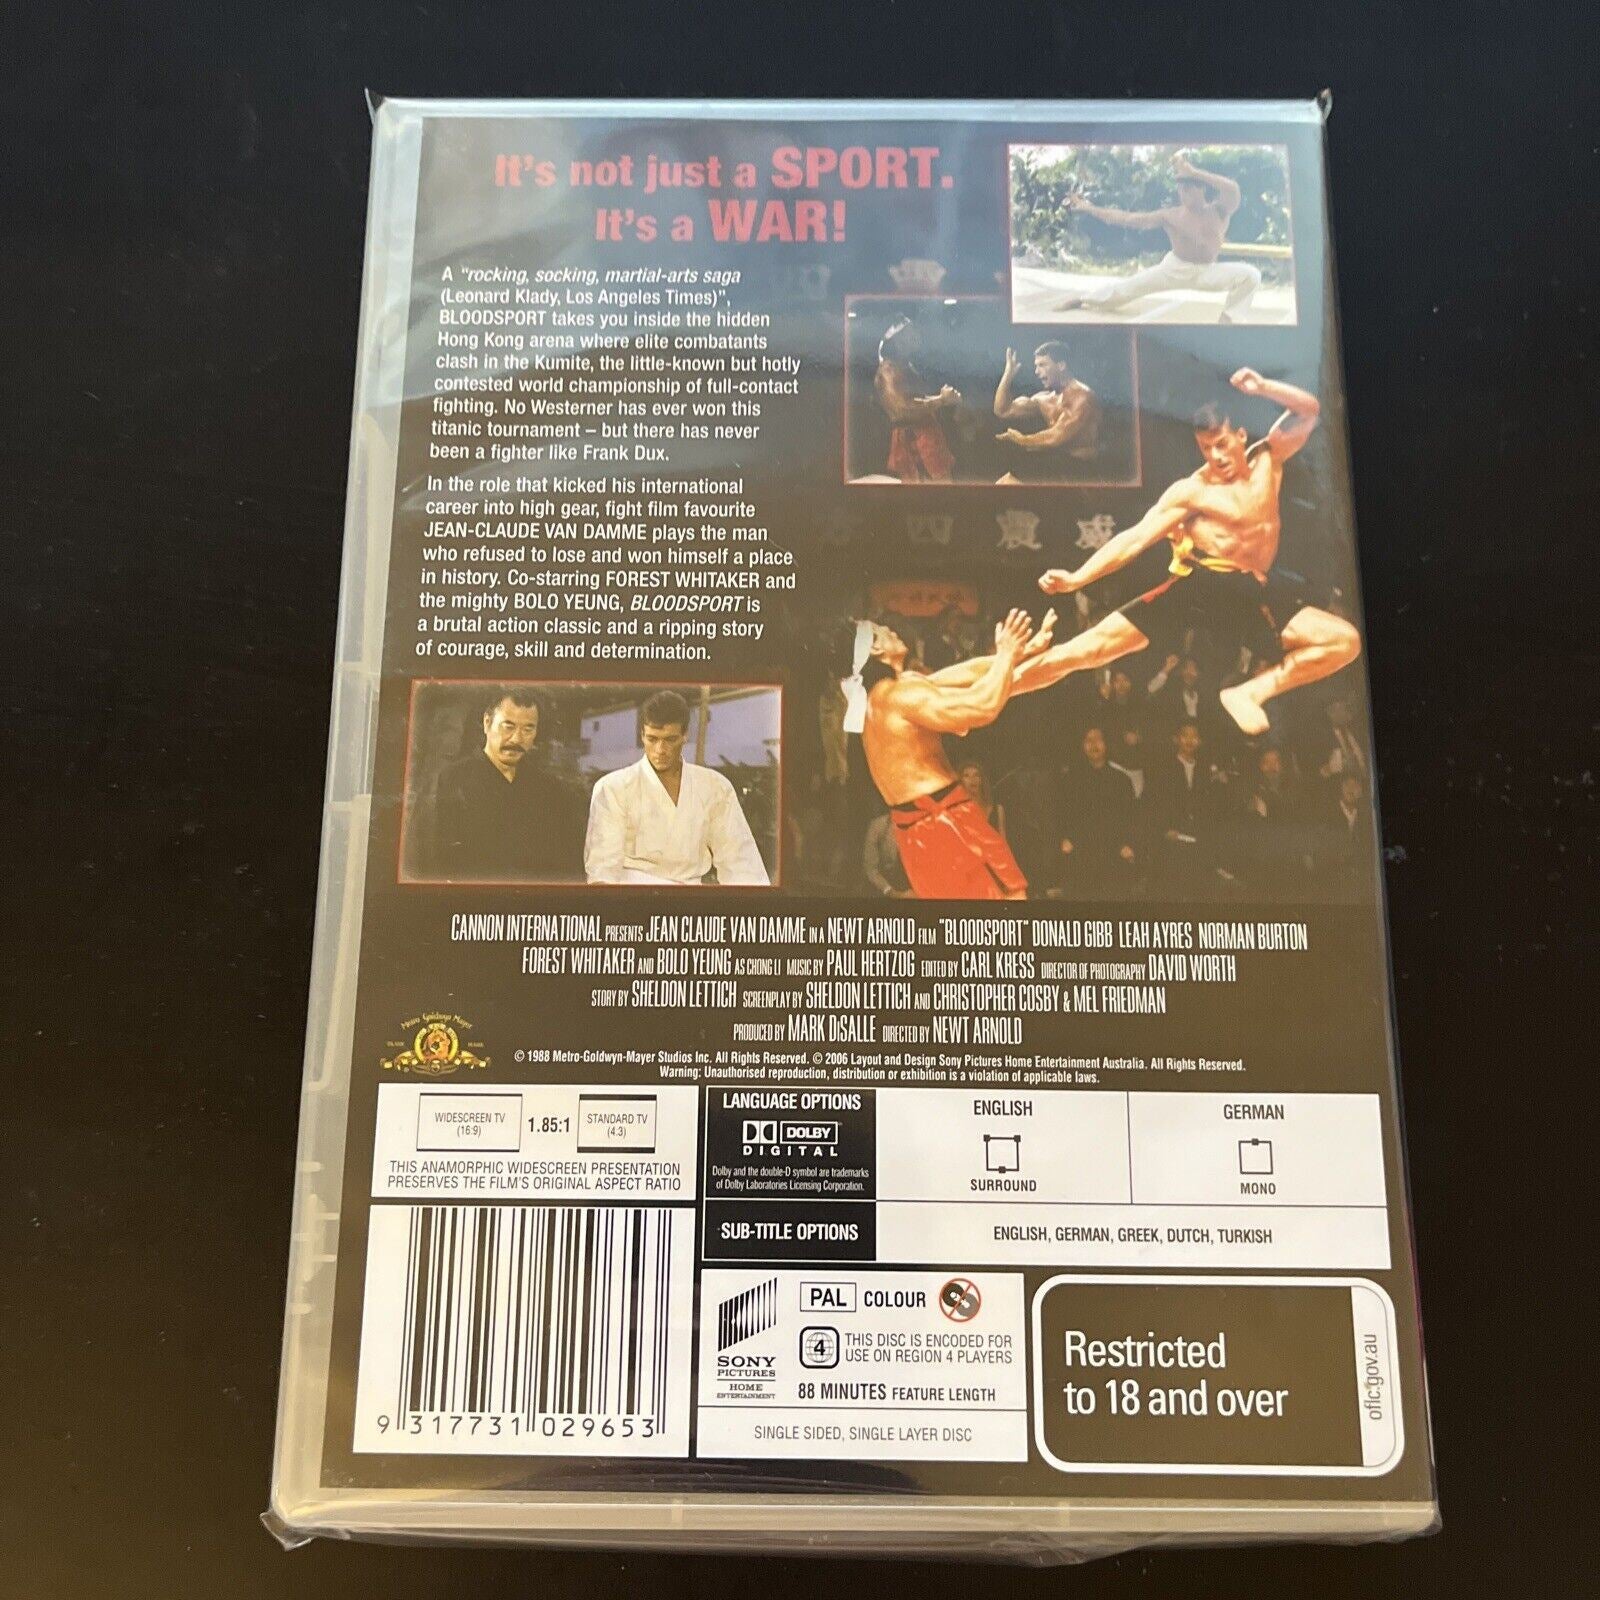 It's not just a SPORT.
It's a WAR!
A "rocking, socking, martial-arts saga
(Leonard Klady, Los Angeles Times)",
BLOODSPORT takes you inside the hidden
Hong Kong arena where elite combatants
clash in the Kumite, the little-known but hotly
contested world championship of full-contact
fighting. No Westerner has ever won this
titanic tournament – but there has never
been a fighter like Frank Dux.
In the role that kicked his international
career into high gear, fight film favourite
JEAN-CLAUDE VAN DAMME plays the man
who refused to lose and won himself a place
in history. Co-starring FOREST WHITAKER and
the mighty BOLO YEUNG, BLOODSPORT is
a brutal action classic and a ripping story
of courage, skill and determination.
CANNON INTERNATIONAL PRESENTS JEAN CLAUDE VAN DAMME IN A NEWT ARNOLD FILM "BLOODSPORT" DONALD GIBB LEAH AYRES NORMAN BURTON
FOREST WHITAKER AND BOLO YEUNG AS CHONG LI MUSIC BY PAUL HERTZOG EDITED BY CARL KRESS DIRECTOR OF PHOTOGRAPHY DAVID WORTH
STORY BY SHELDON LETTICH SCREENPLAY BY SHELDON LETTICH AND CHRISTOPHER COSBY & MEL FRIEDMAN
PRODUCED BY MARK DiSALLE DIRECTED BY NEWT ARNOLD
Metro Goldwyn Mayer
TRADE MARK
© 1988 Metro-Goldwyn-Mayer Studios Inc. All Rights Reserved. © 2006 Layout and Design Sony Pictures Home Entertainment Australia. All Rights Reserved.
Warning: Unauthorised reproduction, distribution or exhibition is a violation of applicable laws.
WIDESCREEN TV
(16:9)
1.85:1
STANDARD TV
(4:3)
THIS ANAMORPHIC WIDESCREEN PRESENTATION
PRESERVES THE FILM'S ORIGINAL ASPECT RATIO
LANGUAGE OPTIONS
DOLBY
DIGITAL
Dolby and the double-D symbol are trademarks
of Dolby Laboratories Licensing Corporation.
ENGLISH
SURROUND
GERMAN
MONO
SUB-TITLE OPTIONS
ENGLISH, GERMAN, GREEK, DUTCH, TURKISH
9 317731 029653
SONY
PICTURES
HOME
ENTERTAINMENT
PAL COLOUR
4
THIS DISC IS ENCODED FOR
USE ON REGION 4 PLAYERS
88 MINUTES FEATURE LENGTH
SINGLE SIDED, SINGLE LAYER DISC
Restricted
to 18 and over
oflc.gov.au